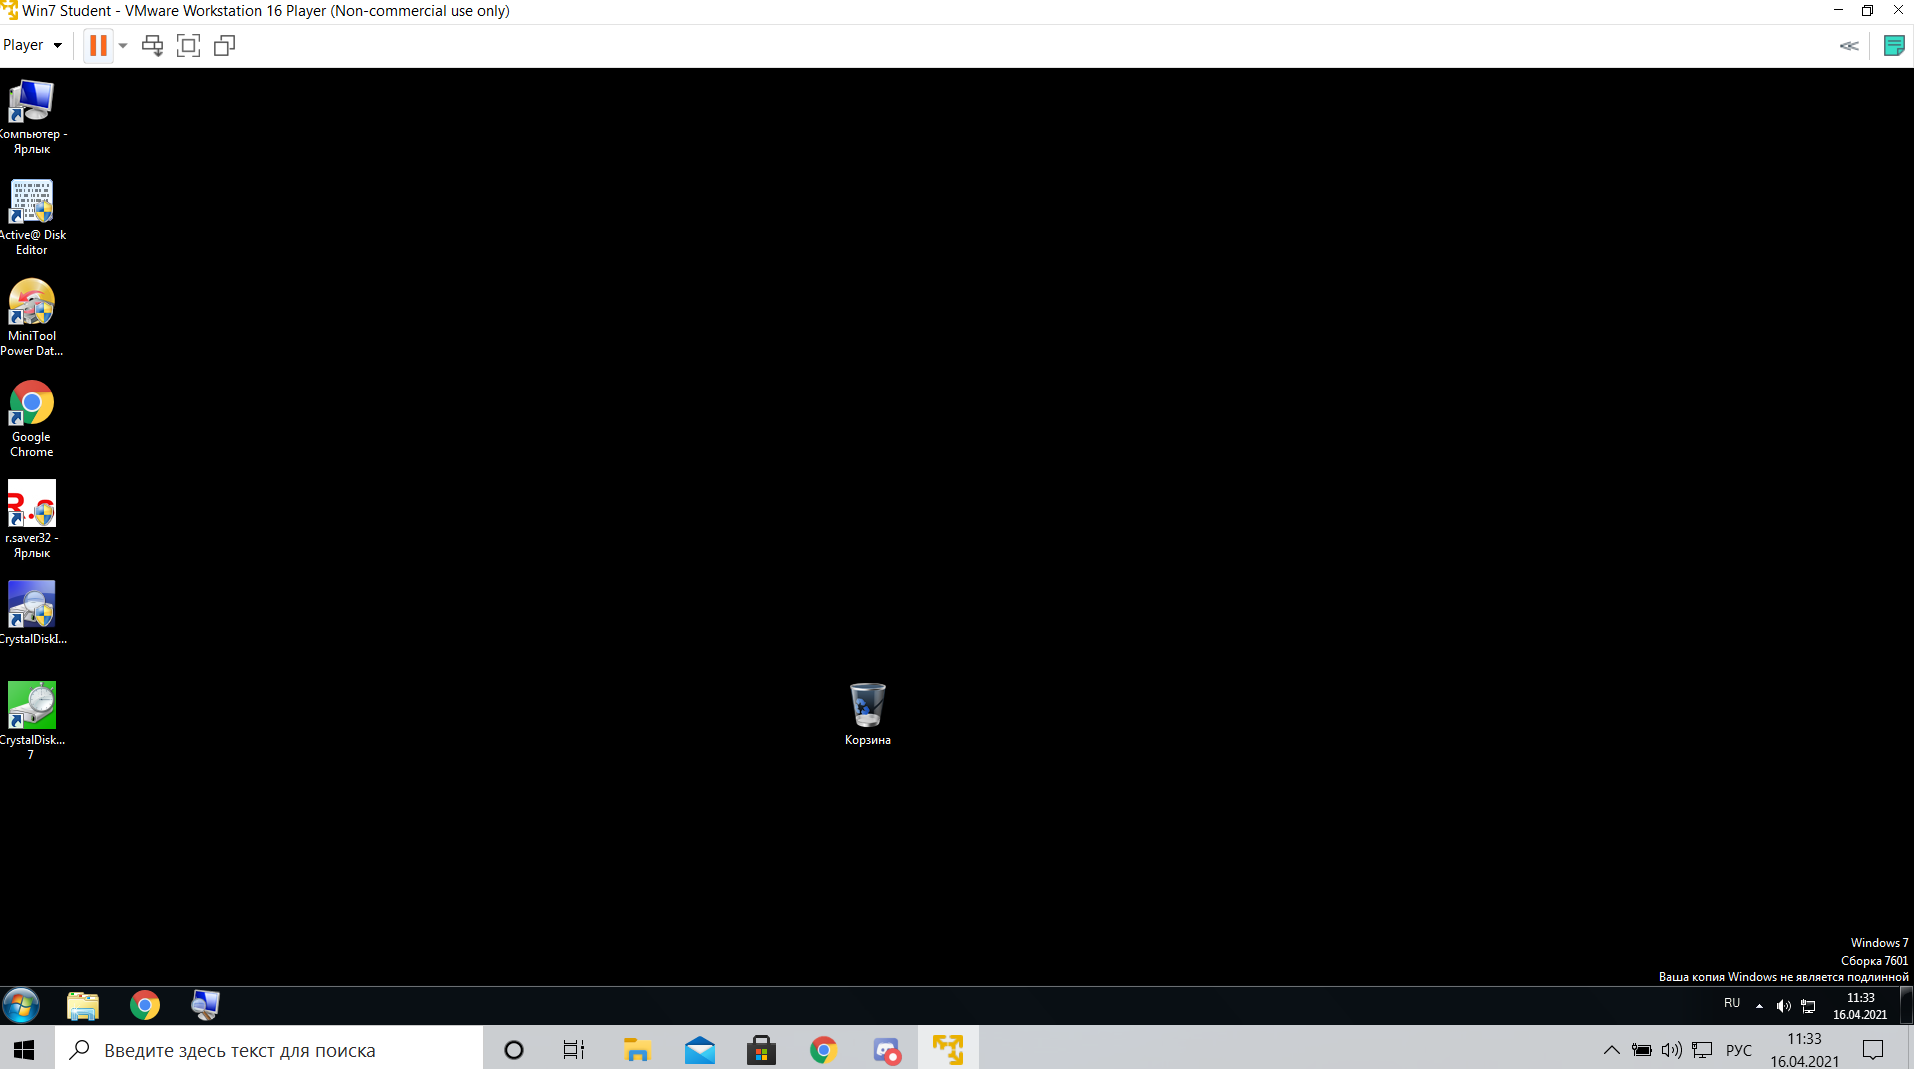 Win7 Student - VMware Workstation 16 Player (Non-commercial use only)
Player
Компьютер -
Ярлык
Active@ Disk
Editor
MiniTool
Power Dat...
Google
Chrome
R.s
r.saver32 -
Ярлык
CrystalDiskI...
CrystalDisk...
7
Корзина
Windows 7
Сборка 7601
Ваша копия Windows не является подлинной
RU
11:33
16.04.2021
Введите здесь текст для поиска
РУС
11:33
16.04.2021